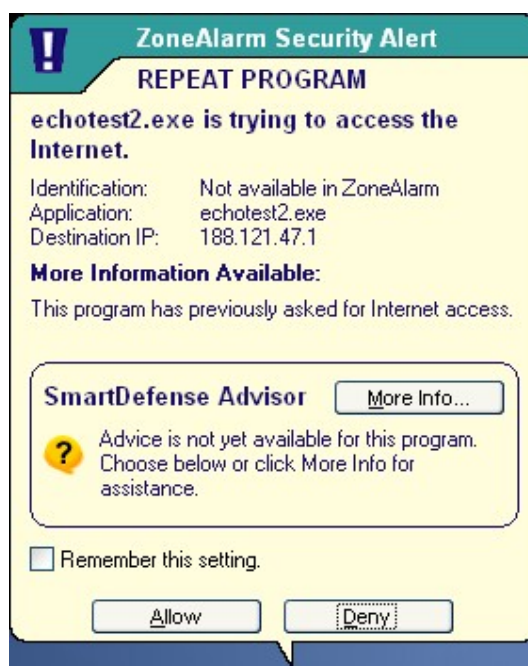 ZoneAlarm Security Alert
REPEAT PROGRAM
echotest2.exe is trying to access the
Internet.
Identification: Not available in ZoneAlarm
Application: echotest2.exe
Destination IP: 188.121.47.1
More Information Available:
This program has previously asked for Internet access.
SmartDefense Advisor
More Info...
Advice is not yet available for this program.
Choose below or click More Info for
assistance.
Remember this setting.
Allow
Deny